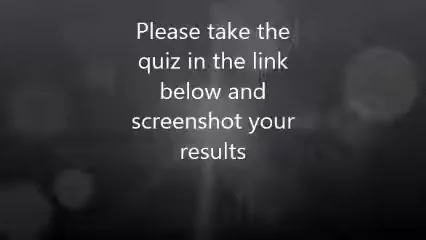 Please take the
quiz in the link
below and
screenshot your
results